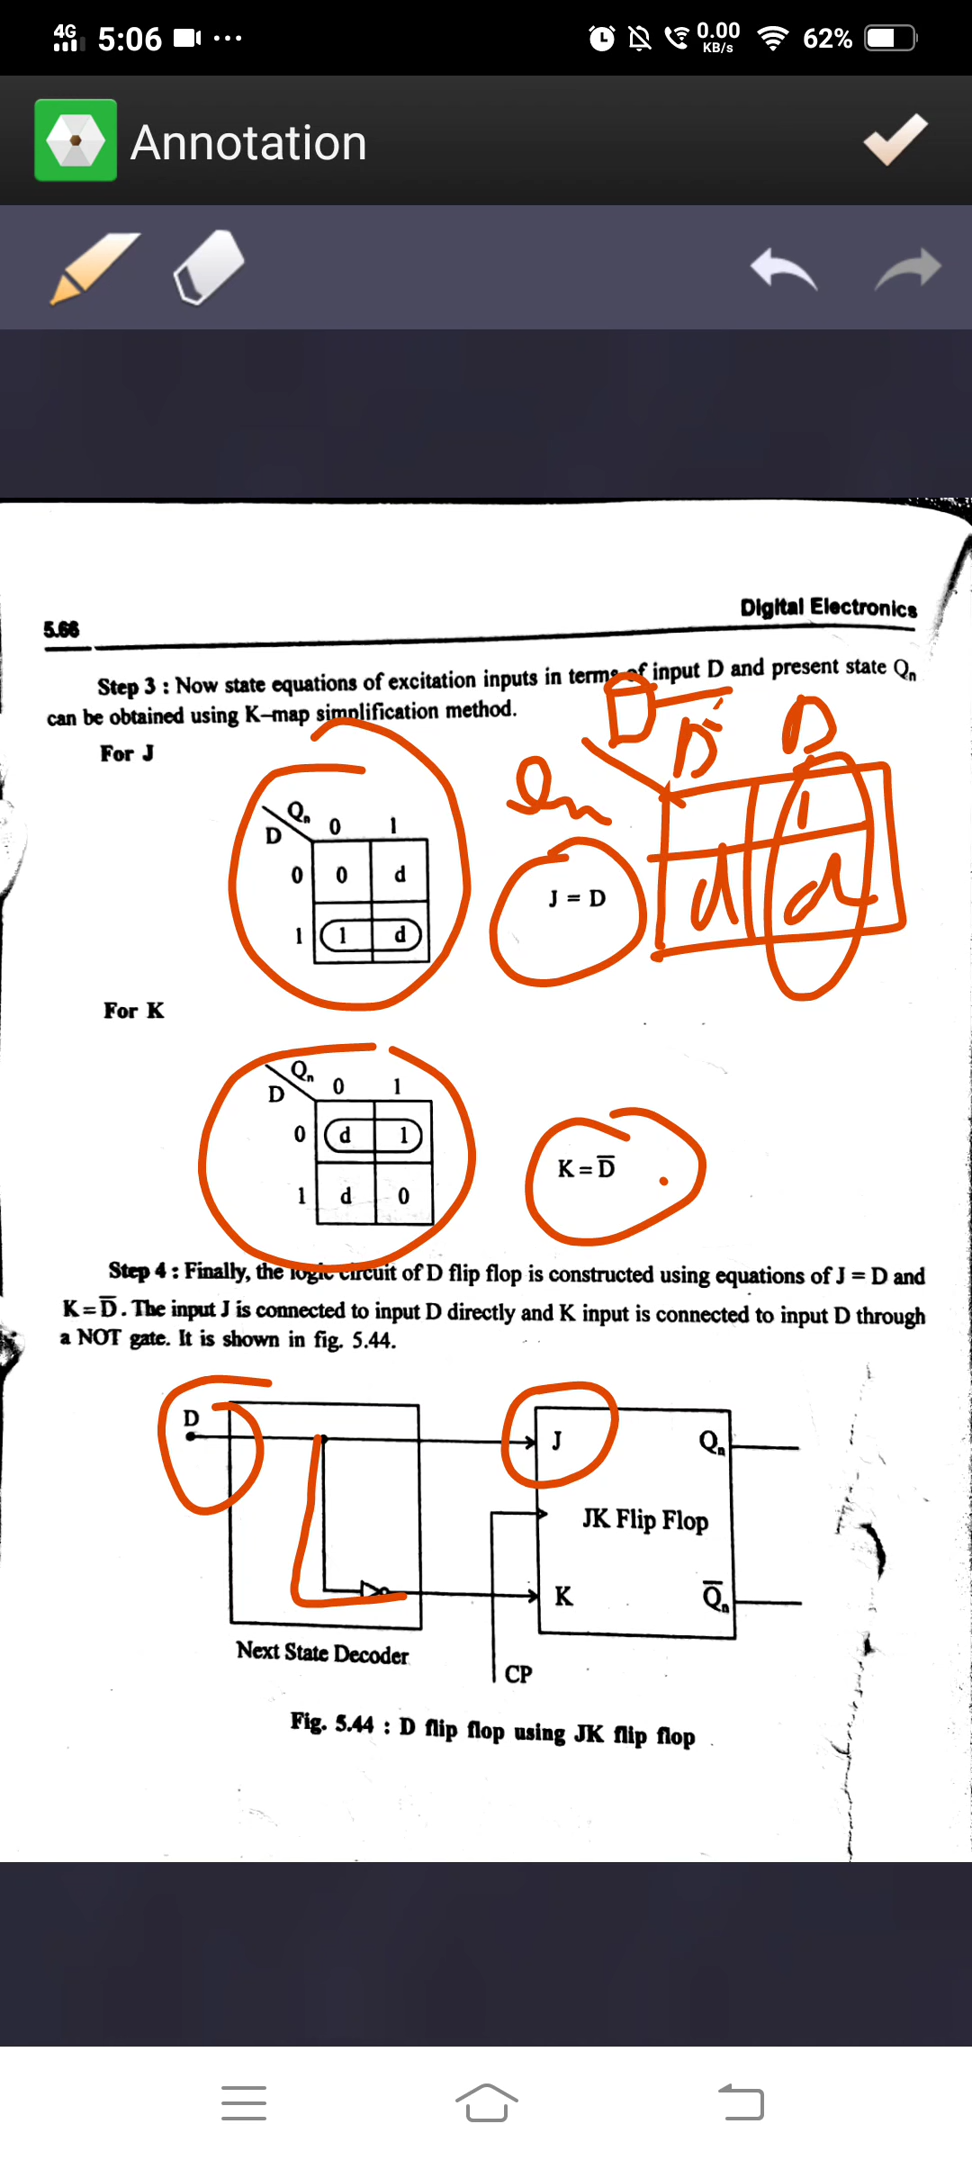 4G 5:06 ... 0.00 KB/s 62%
Annotation
5.66 Digital Electronics
Step 3 : Now state equations of excitation inputs in terms of input D and present state Qn
can be obtained using K-map simplification method.
For J
D Qn 0 1
0 0 d
1 1 d
J = D
D
D̄ D
Qn
1
d d
For K
D Qn 0 1
0 d 1
1 d 0
K = D̅
Step 4 : Finally, the logic circuit of D flip flop is constructed using equations of J = D and
K = D̅. The input J is connected to input D directly and K input is connected to input D through
a NOT gate. It is shown in fig. 5.44.
D
J Qn
JK Flip Flop
K Q̅n
Next State Decoder
CP
Fig. 5.44 : D flip flop using JK flip flop